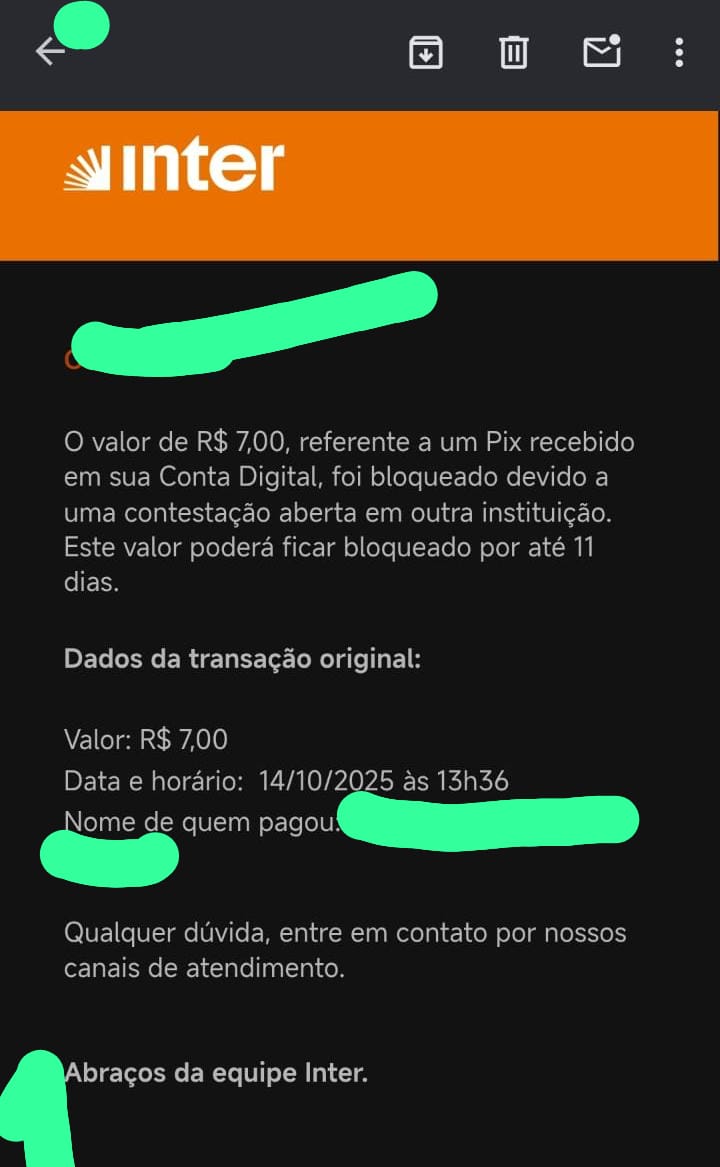 inter
O valor de R$ 7,00, referente a um Pix recebido
em sua Conta Digital, foi bloqueado devido a
uma contestação aberta em outra instituição.
Este valor poderá ficar bloqueado por até 11
dias.
Dados da transação original:
Valor: R$ 7,00
Data e horário: 14/10/2025 às 13h36
Nome de quem pagou:
Qualquer dúvida, entre em contato por nossos
canais de atendimento.
Abraços da equipe Inter.